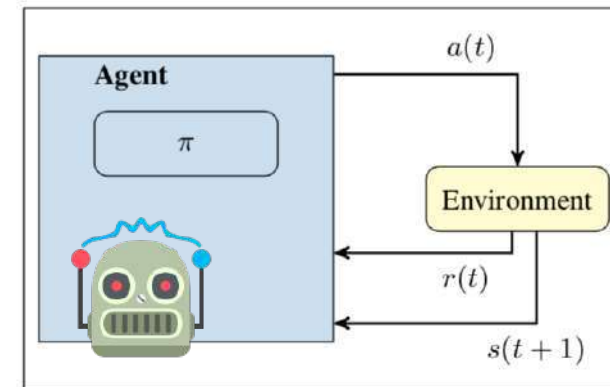 a(t)
Agent
π
Environment
r(t)
s(t + 1)